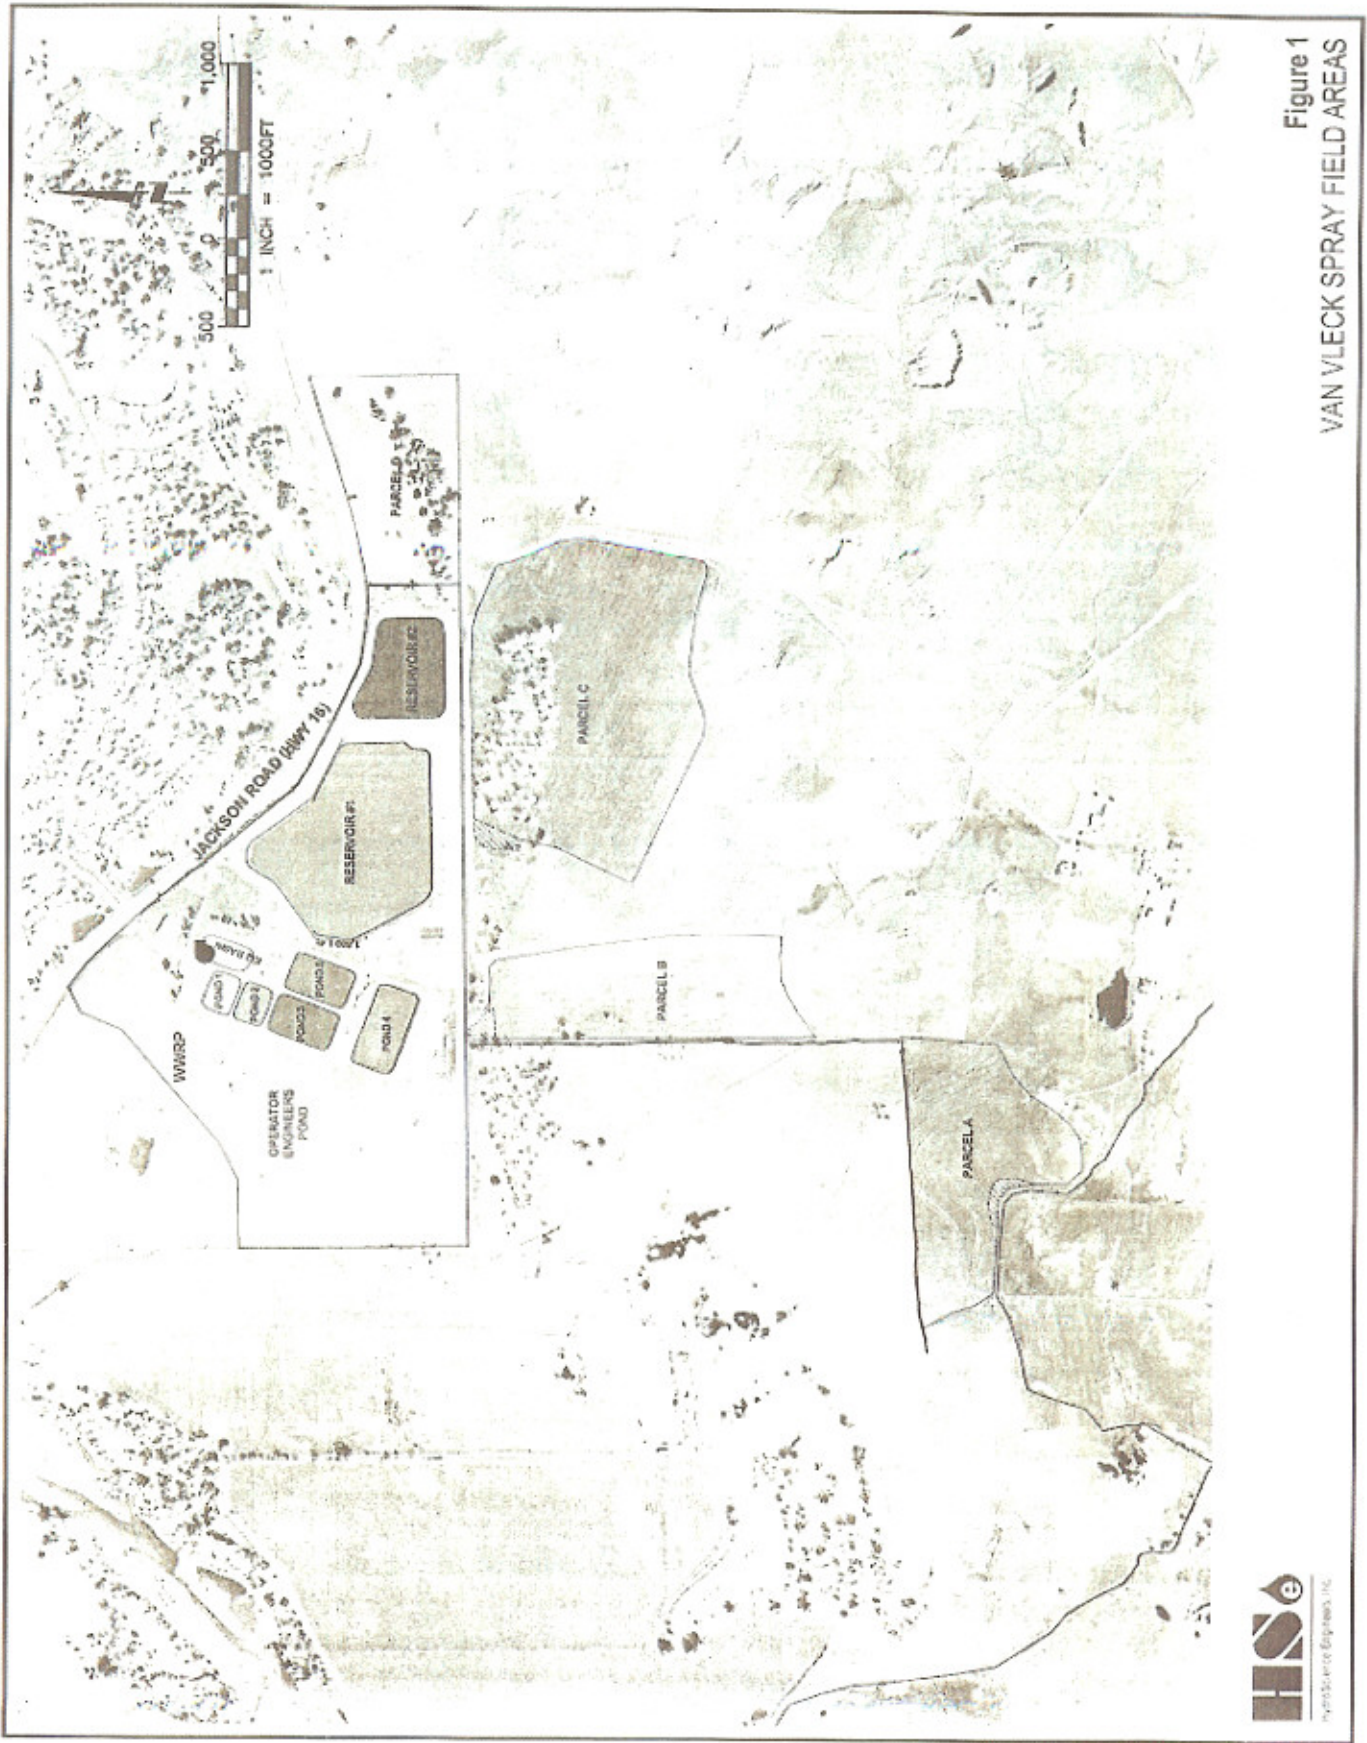 500 0 500 1,000
1 INCH = 1000FT
JACKSON ROAD (HWY 16)
WWRP
OPERATOR
ENGINEERS
POND
POND 1
POND 2
POND 3
POND 4
POND 5
RESERVOIR #1
RESERVOIR #2
PARCEL D
PARCEL C
PARCEL B
PARCEL A
HSe
HydroScience Engineers, Inc.
Figure 1
VAN VLECK SPRAY FIELD AREAS